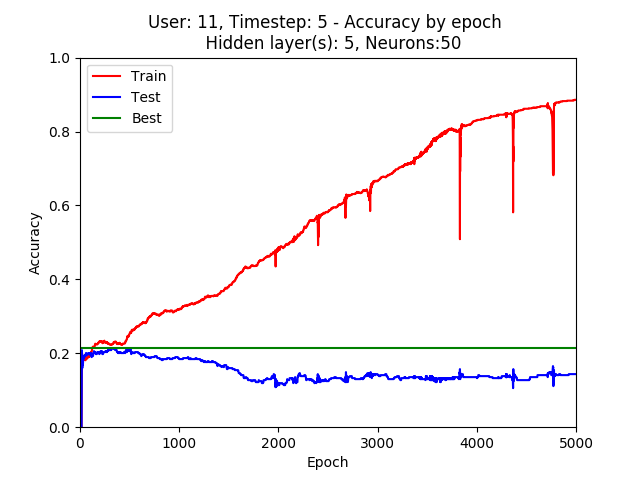 User: 11, Timestep: 5 - Accuracy by epoch
Hidden layer(s): 5, Neurons:50
Train
Test
Best
Accuracy
1.0
0.8
0.6
0.4
0.2
0.0
0 1000 2000 3000 4000 5000
Epoch